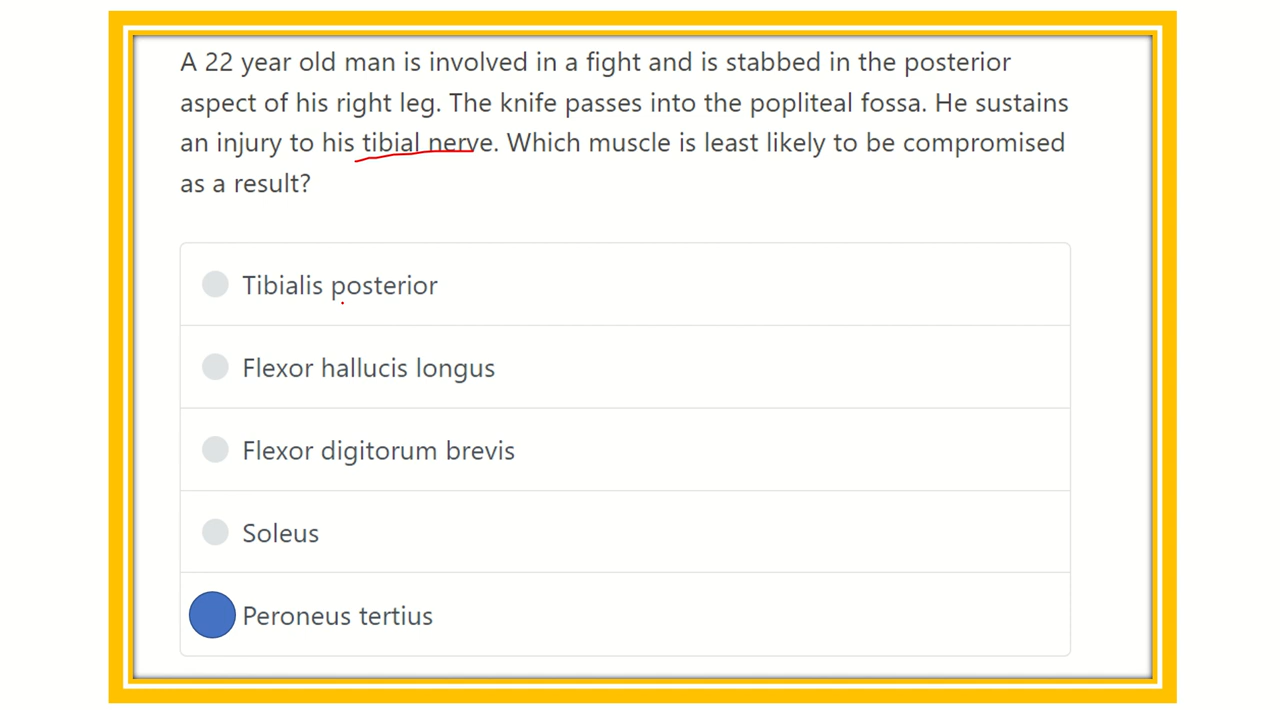 A 22 year old man is involved in a fight and is stabbed in the posterior
aspect of his right leg. The knife passes into the popliteal fossa. He sustains
an injury to his tibial nerve. Which muscle is least likely to be compromised
as a result?
Tibialis posterior
Flexor hallucis longus
Flexor digitorum brevis
Soleus
Peroneus tertius